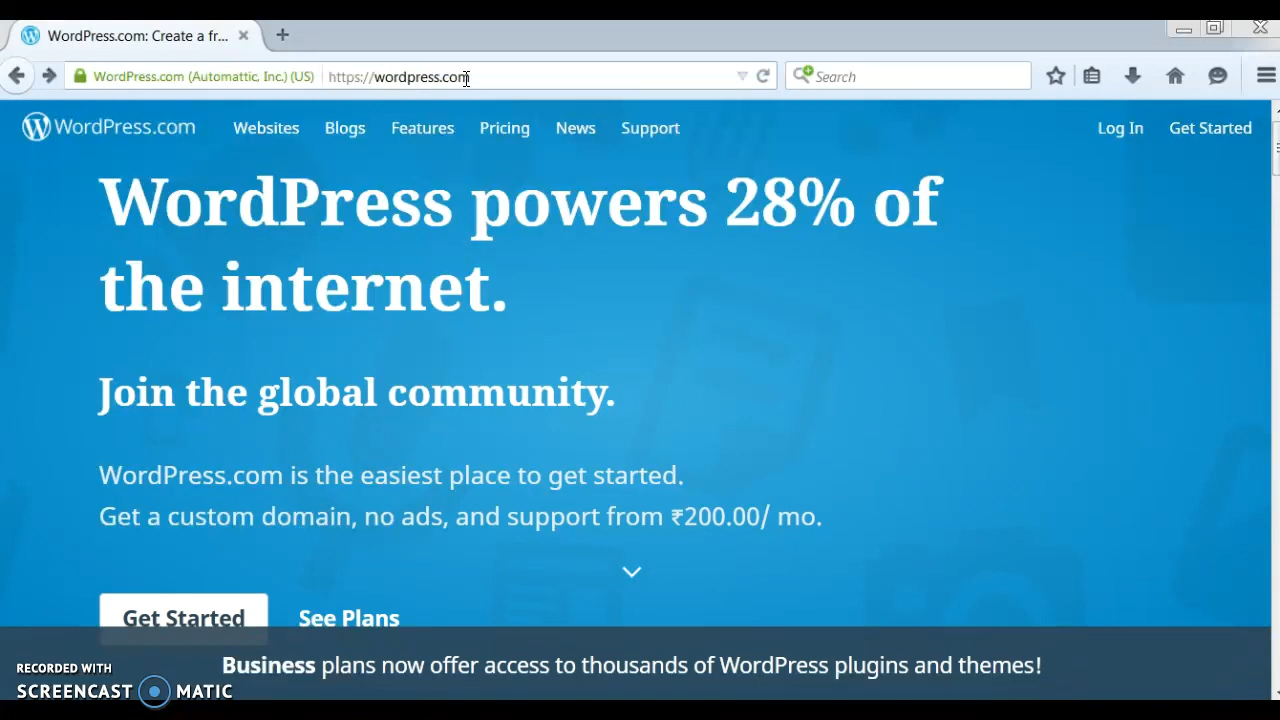 WordPress.com: Create a fr...
WordPress.com (Automattic, Inc.) (US)
https://wordpress.com
Search
WordPress.com
Websites
Blogs
Features
Pricing
News
Support
Log In
Get Started
WordPress powers 28% of
the internet.
Join the global community.
WordPress.com is the easiest place to get started.
Get a custom domain, no ads, and support from ₹200.00/ mo.
Get Started
See Plans
Business plans now offer access to thousands of WordPress plugins and themes!
RECORDED WITH
SCREENCAST MATIC